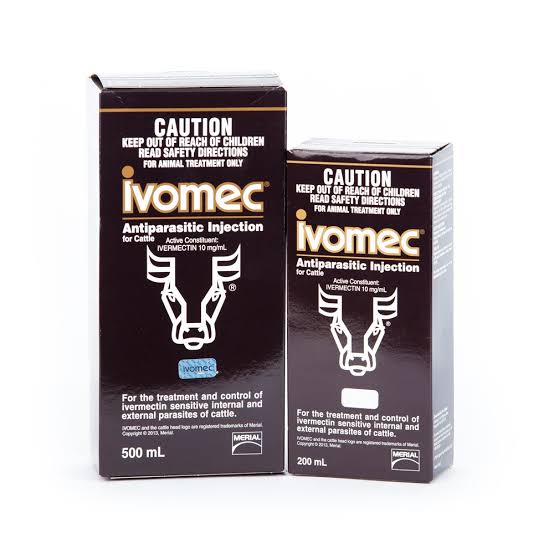 CAUTION
KEEP OUT OF REACH OF CHILDREN
READ SAFETY DIRECTIONS
FOR ANIMAL TREATMENT ONLY
ivomec®
Antiparasitic Injection
for Cattle
Active Constituent:
IVERMECTIN 10 mg/mL
®
ivomec
For the treatment and control of
ivermectin sensitive internal and
external parasites of cattle.
IVOMEC and the cattle head logo are registered trademarks of Merial.
Copyright © 2013, Merial.
MERIAL
500 mL
CAUTION
KEEP OUT OF REACH OF CHILDREN
READ SAFETY DIRECTIONS
FOR ANIMAL TREATMENT ONLY
ivomec®
Antiparasitic Injection
for Cattle
Active Constituent:
IVERMECTIN 10 mg/mL
®
For the treatment and control of
ivermectin sensitive internal and
external parasites of cattle.
IVOMEC and the cattle head logo are registered trademarks of Merial.
Copyright © 2013, Merial.
MERIAL
200 mL